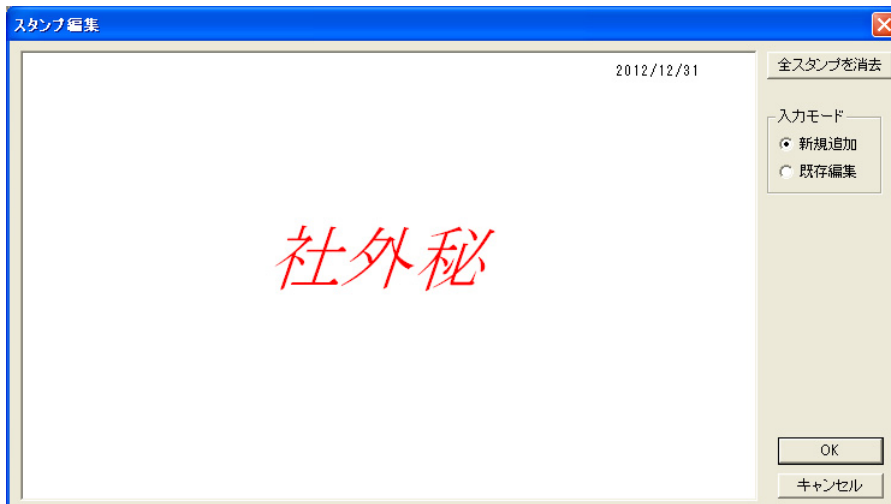 スタンプ編集
2012/12/31
全スタンプを消去
入力モード
新規追加
既存編集
社外秘
OK
キャンセル